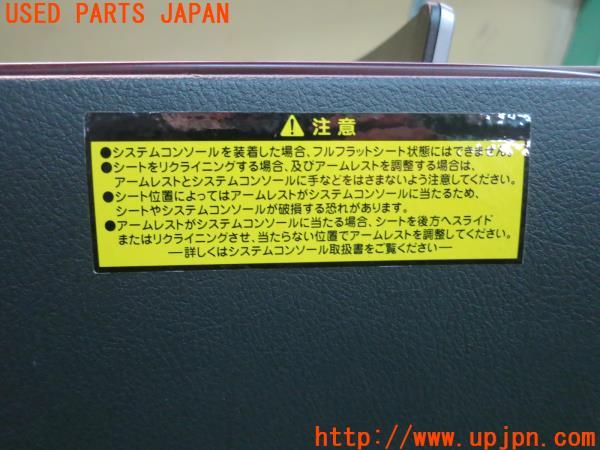 USED PARTS JAPAN
⚠ 注意
●システムコンソールを装着した場合、フルフラットシート状態にはできません。
●シートをリクライニングする場合、及びアームレストを調整する場合は、
アームレストとシステムコンソールに手などをはさまないよう注意してください。
●シート位置によってはアームレストがシステムコンソールに当たるため、
シートやシステムコンソールが破損する恐れがあります。
●アームレストがシステムコンソールに当たる場合、シートを後方へスライド
またはリクライニングさせ、当たらない位置でアームレストを調整してください。
―詳しくはシステムコンソール取扱書をご覧ください―
http://www.upjpn.com/